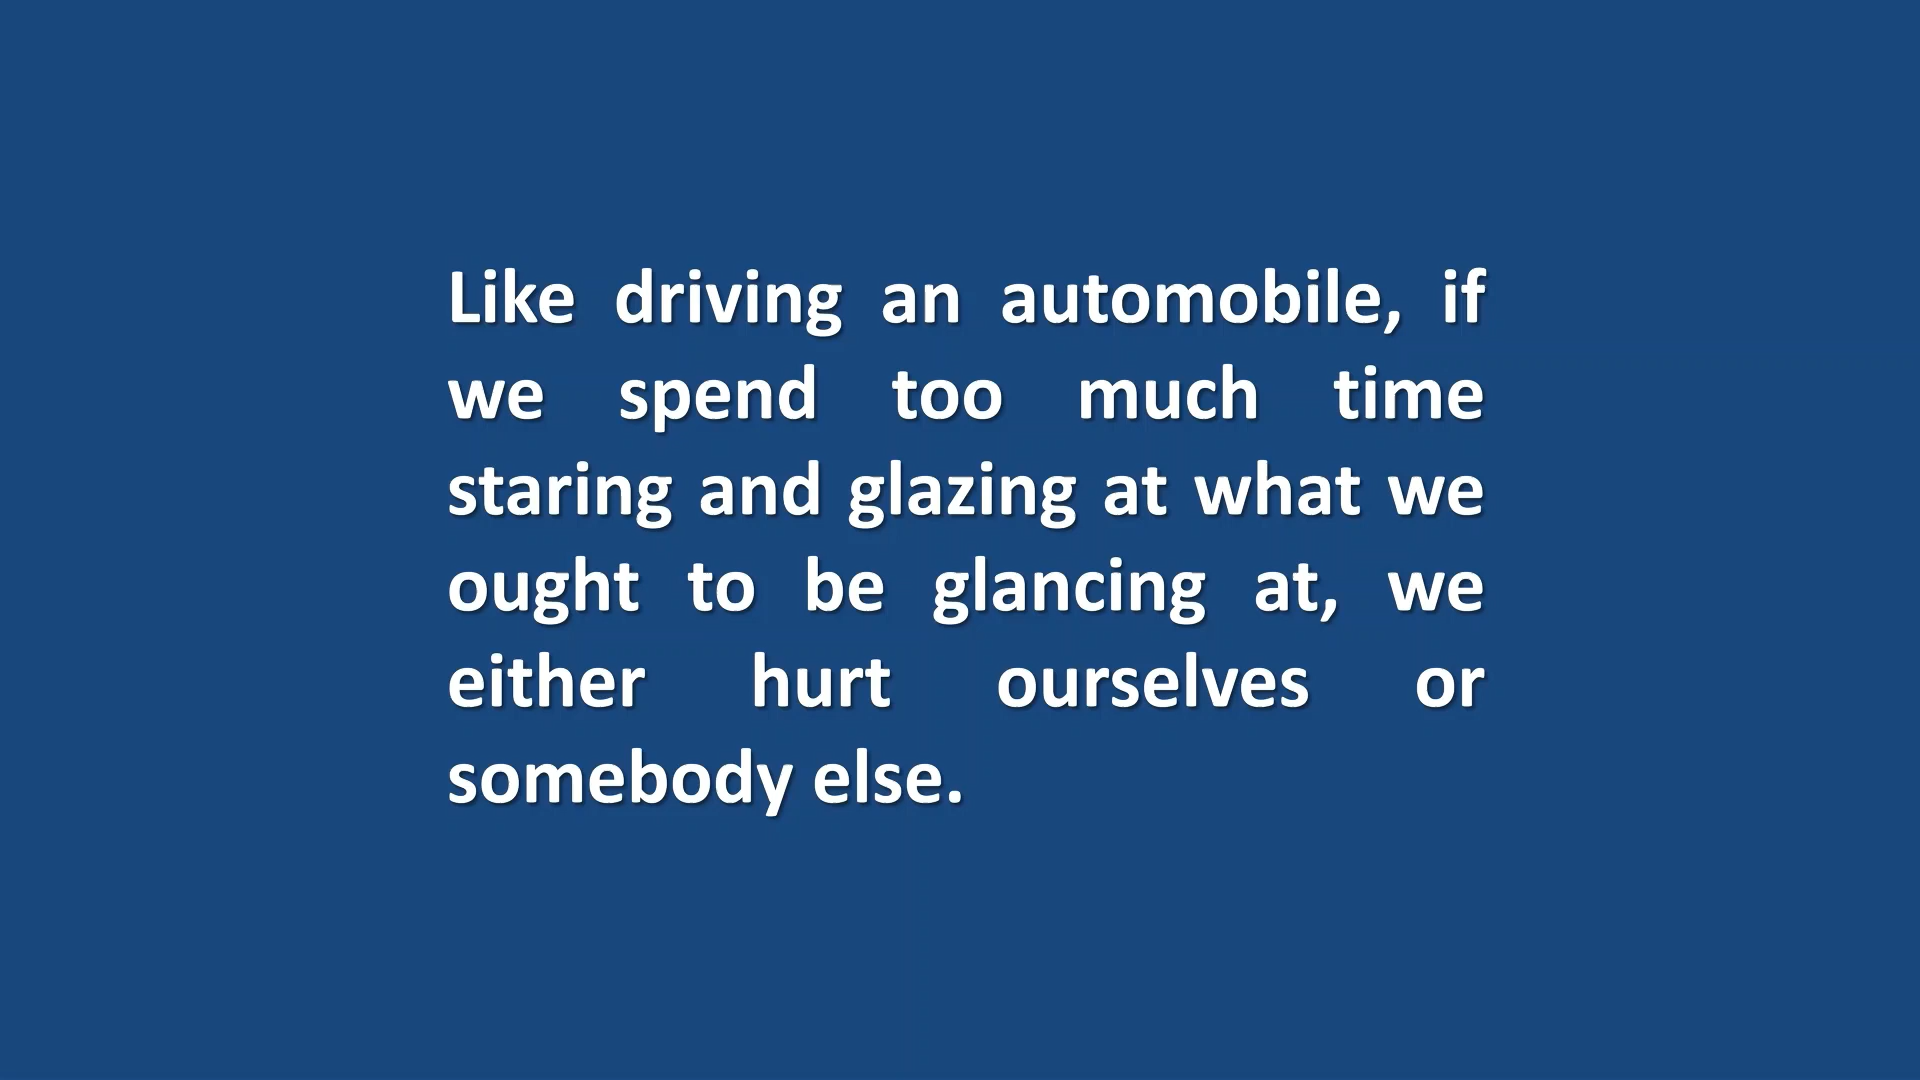 Like driving an automobile, if
we spend too much time
staring and glazing at what we
ought to be glancing at, we
either hurt ourselves or
somebody else.